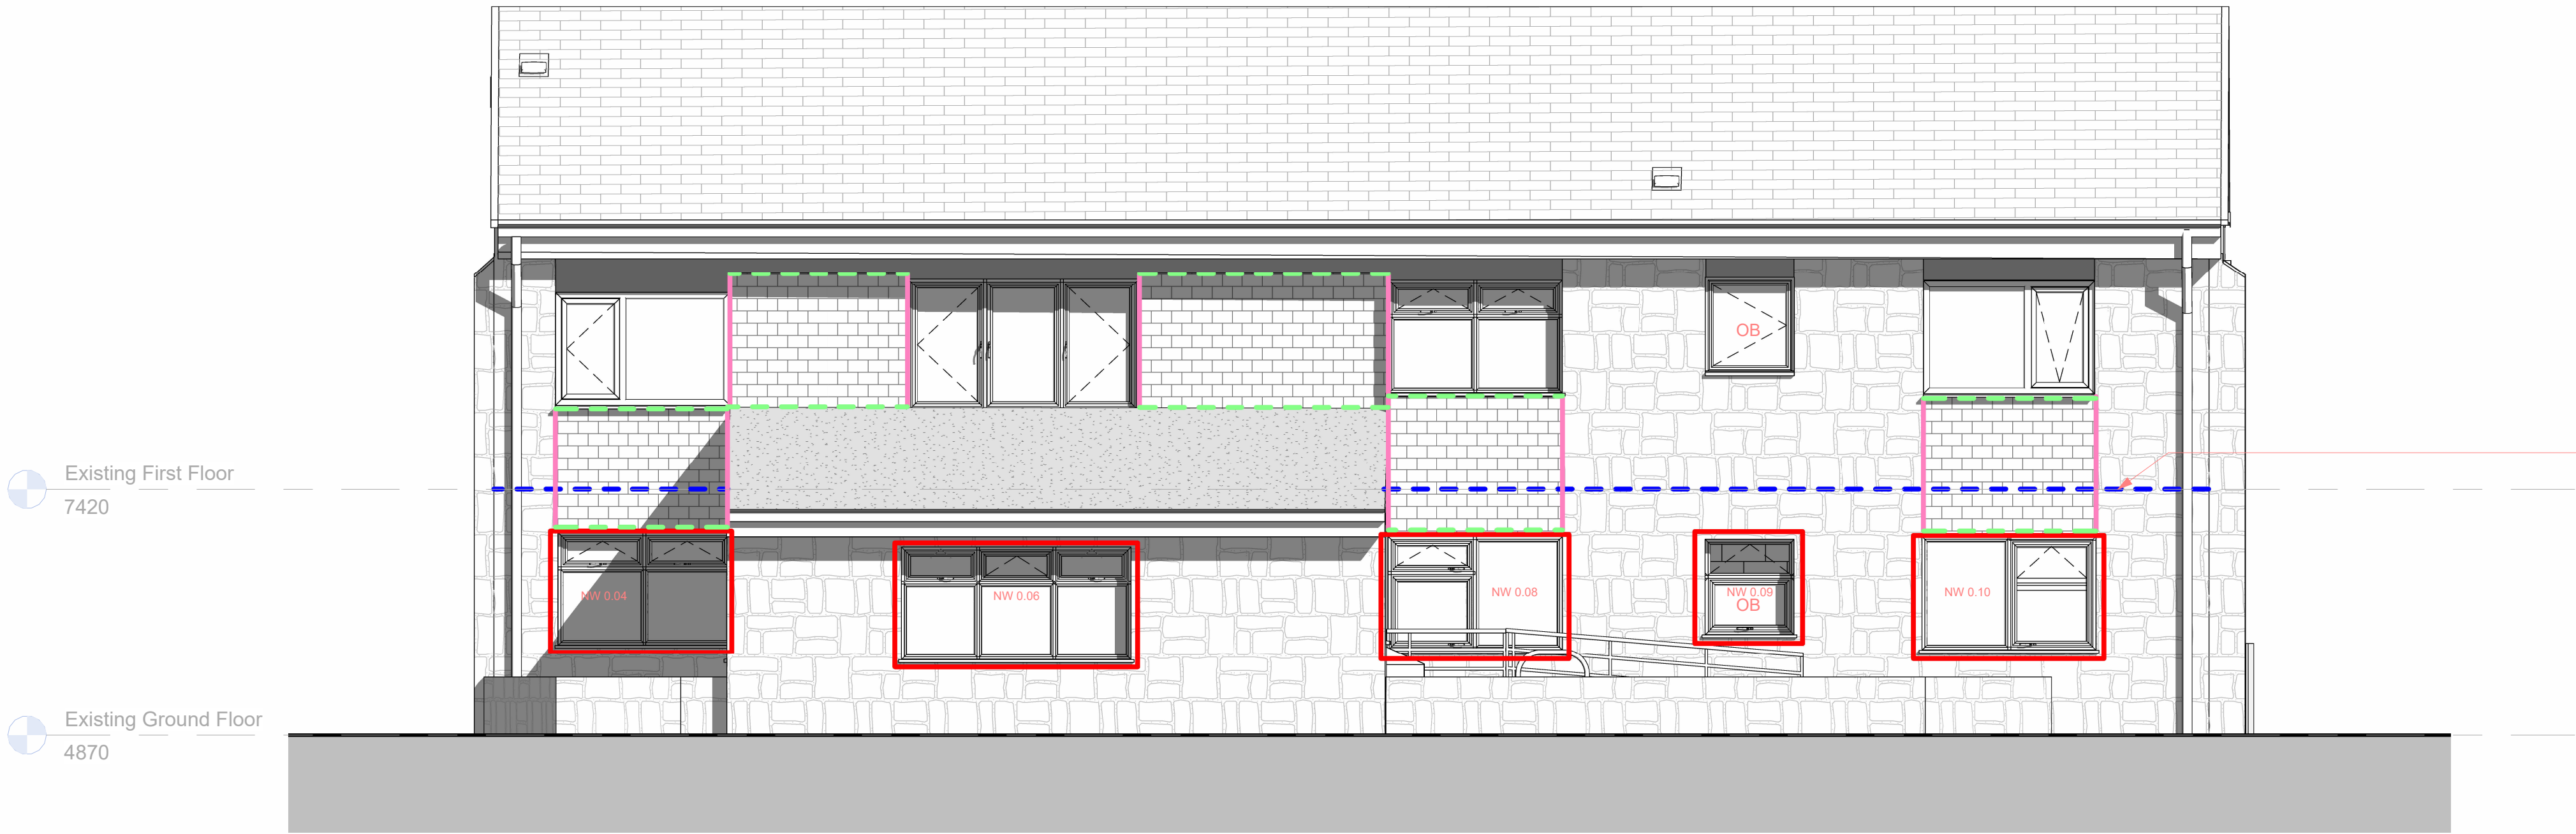 OB
Existing First Floor
7420
NW 0.04
NW 0.06
NW 0.08
NW 0.09
OB
NW 0.10
Existing Ground Floor
4870